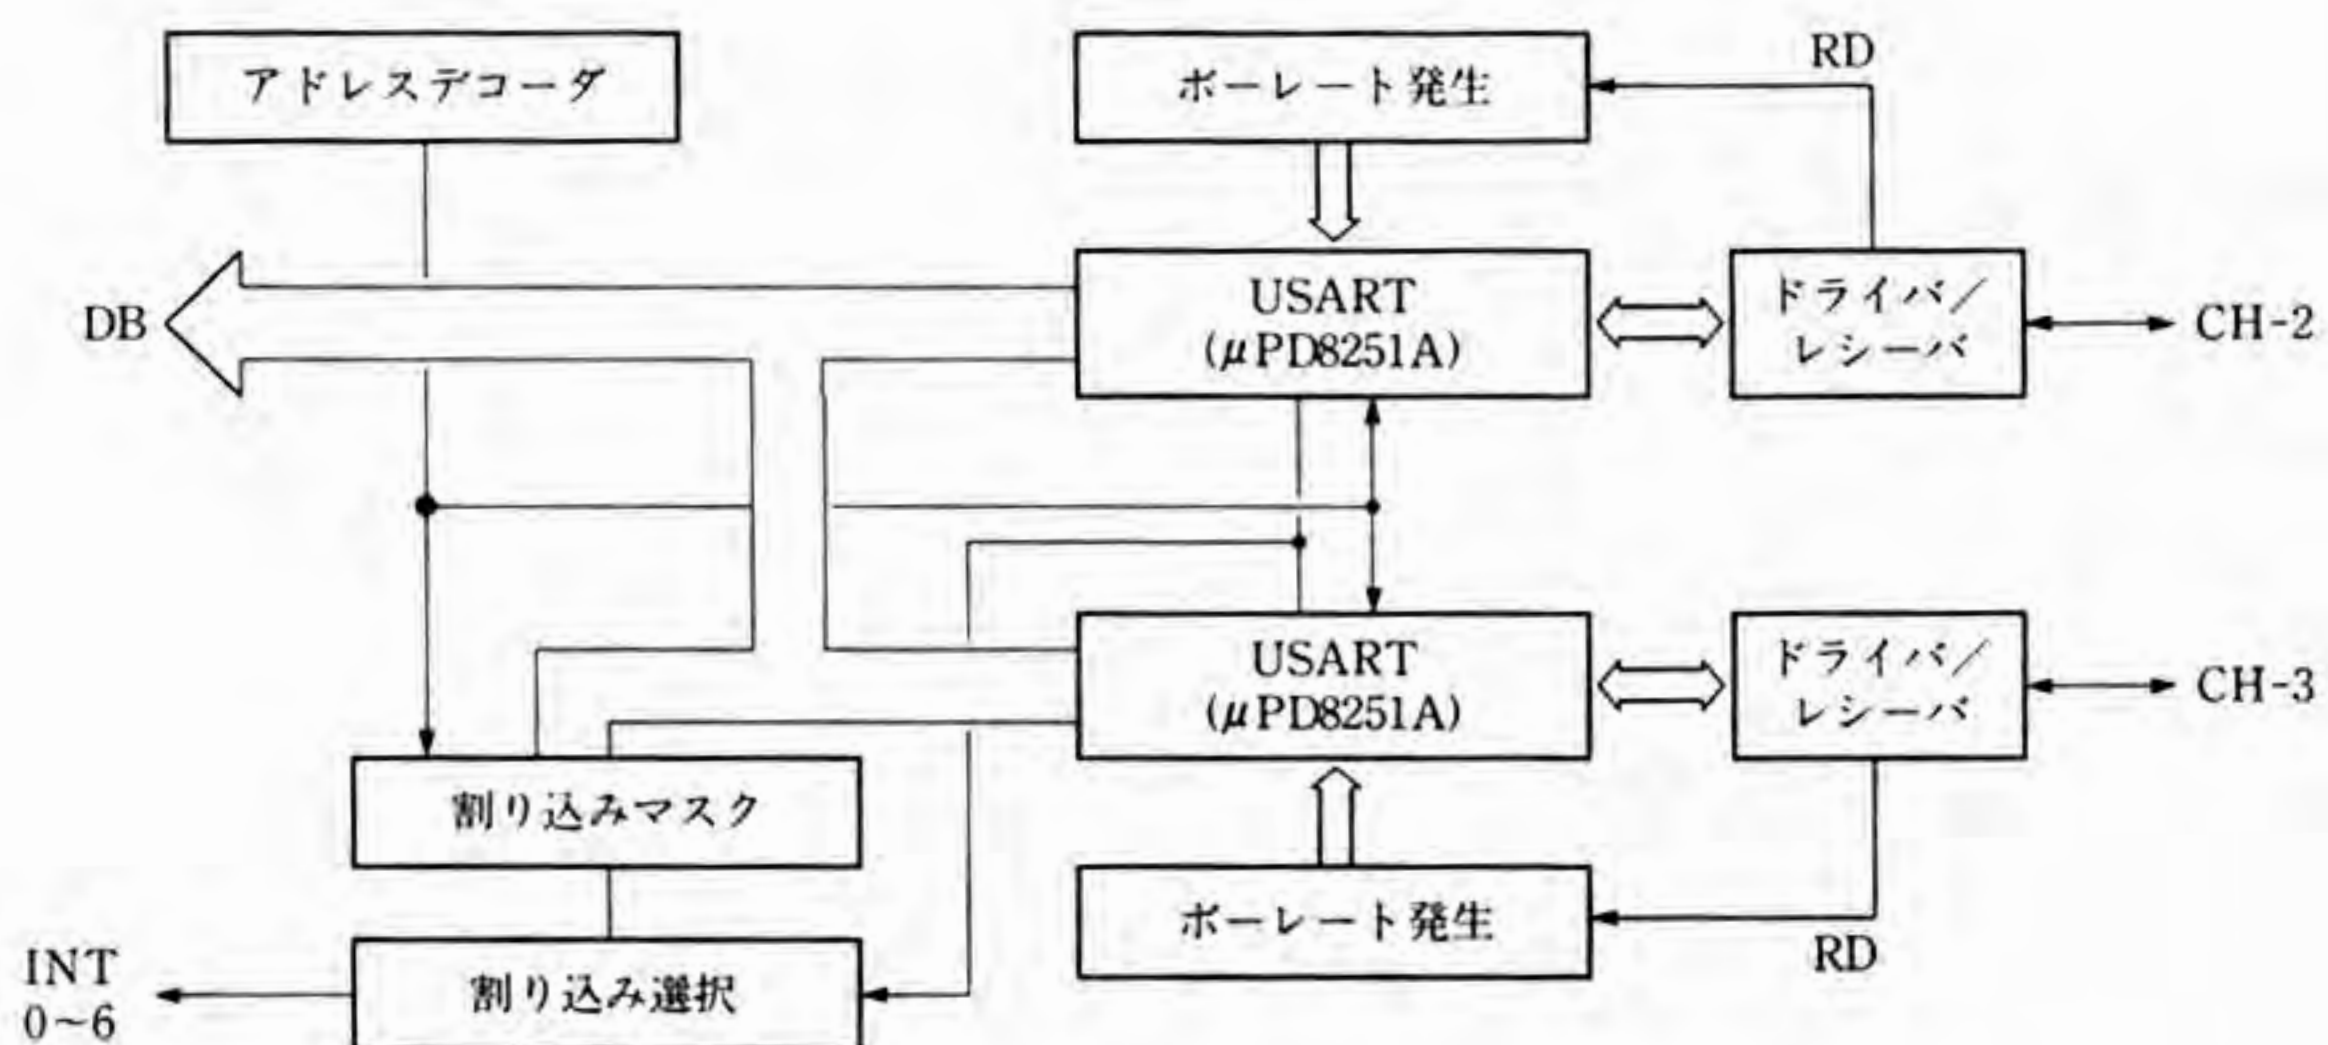 アドレスデコーダ
ボーレート発生
RD
DB
USART
(μPD8251A)
ドライバ/
レシーバ
CH-2
USART
(μPD8251A)
ドライバ/
レシーバ
CH-3
割り込みマスク
ボーレート発生
RD
INT
0~6
割り込み選択